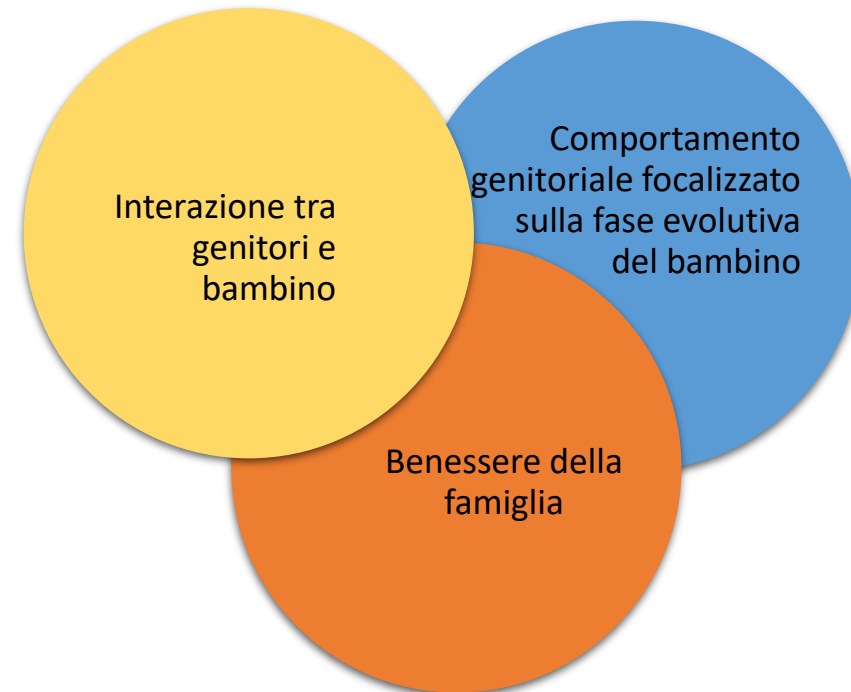 Interazione tra
genitori e
bambino
Comportamento
genitoriale focalizzato
sulla fase evolutiva
del bambino
Benessere della
famiglia